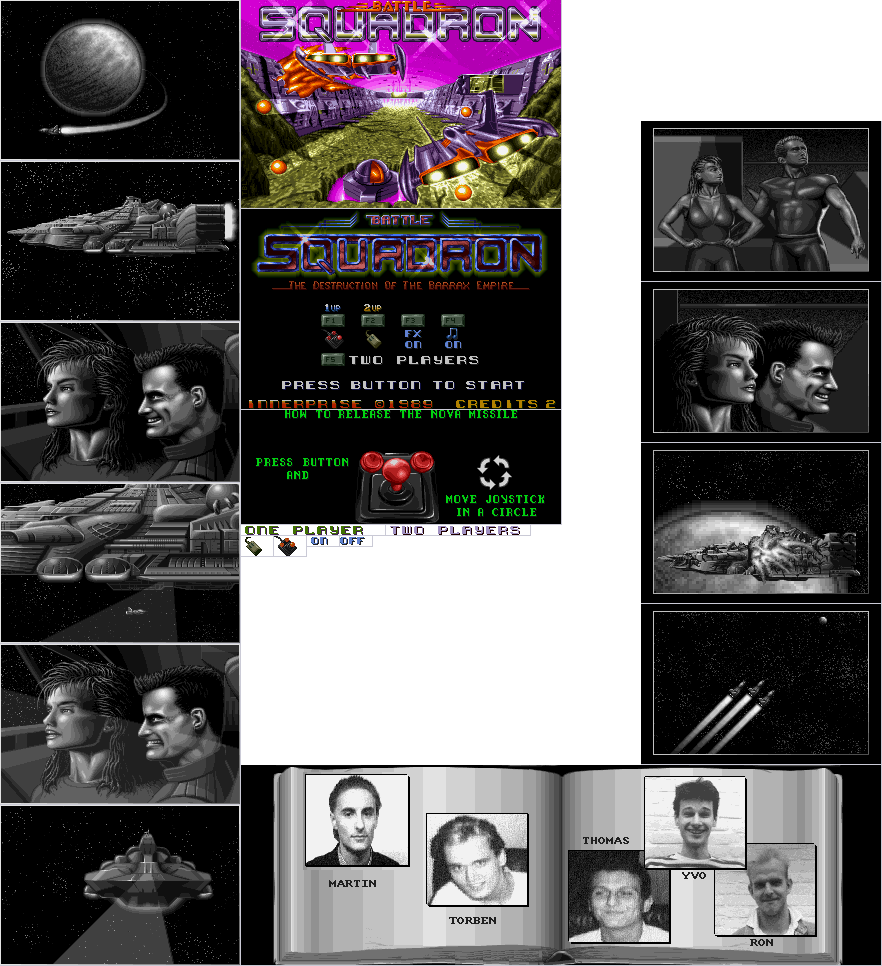 BATTLE
SQUADRON
BATTLE
SQUADRON
THE DESTRUCTION OF THE BARRAX EMPIRE
1UP 2UP
F1 F2 F3 F4
FX
ON ON
F5 TWO PLAYERS
PRESS BUTTON TO START
INNERPRISE ©1989 CREDITS 2
HOW TO RELEASE THE NOVA MISSILE
PRESS BUTTON
AND
MOVE JOYSTICK
IN A CIRCLE
ONE PLAYER TWO PLAYERS
ON OFF
MARTIN
TORBEN
THOMAS
YVO
RON